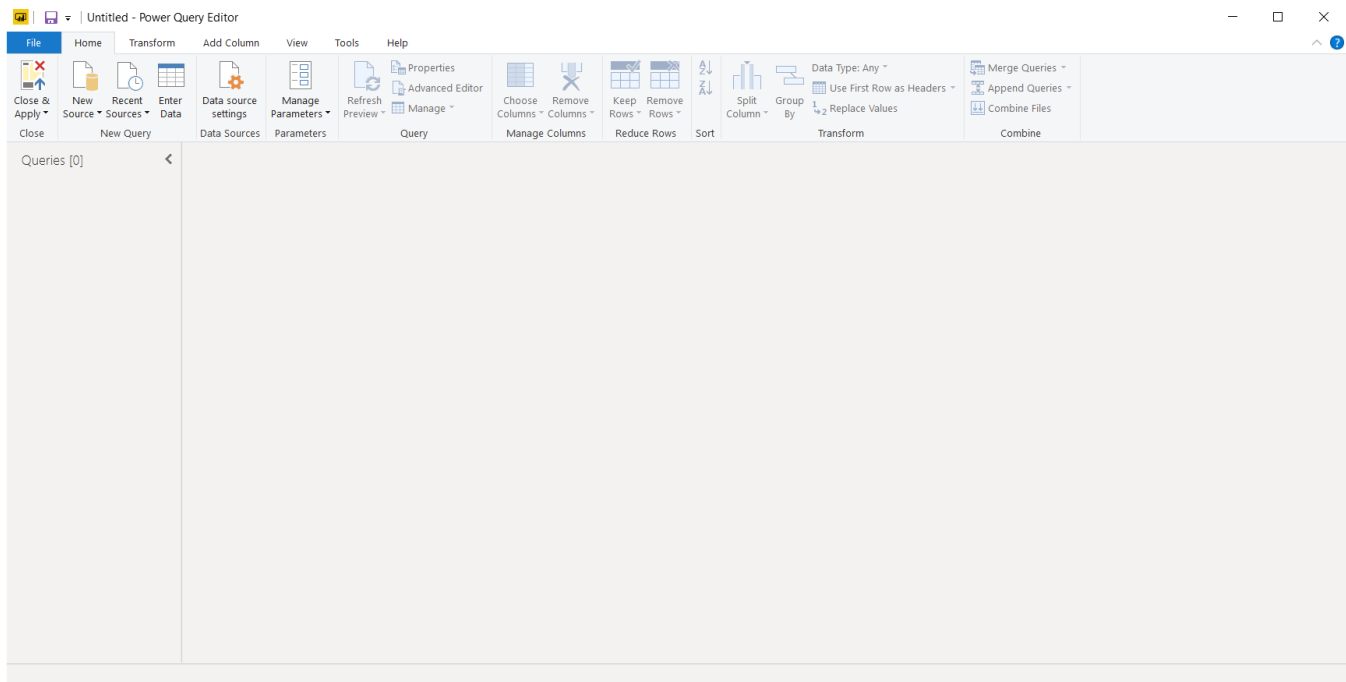 Untitled - Power Query Editor
File Home Transform Add Column View Tools Help
Close & Apply
New Source
Recent Sources
Enter Data
Data source settings
Manage Parameters
Refresh Preview
Properties
Advanced Editor
Manage
Choose Columns
Remove Columns
Keep Rows
Remove Rows
Split Column
Group By
Data Type: Any
Use First Row as Headers
Replace Values
Merge Queries
Append Queries
Combine Files
Close New Query Data Sources Parameters Query Manage Columns Reduce Rows Sort Transform Combine
Queries [0]